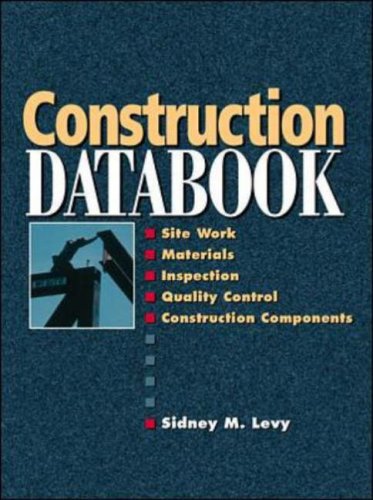 Construction
DATABOOK
Site Work
Materials
Inspection
Quality Control
Construction Components
Sidney M. Levy